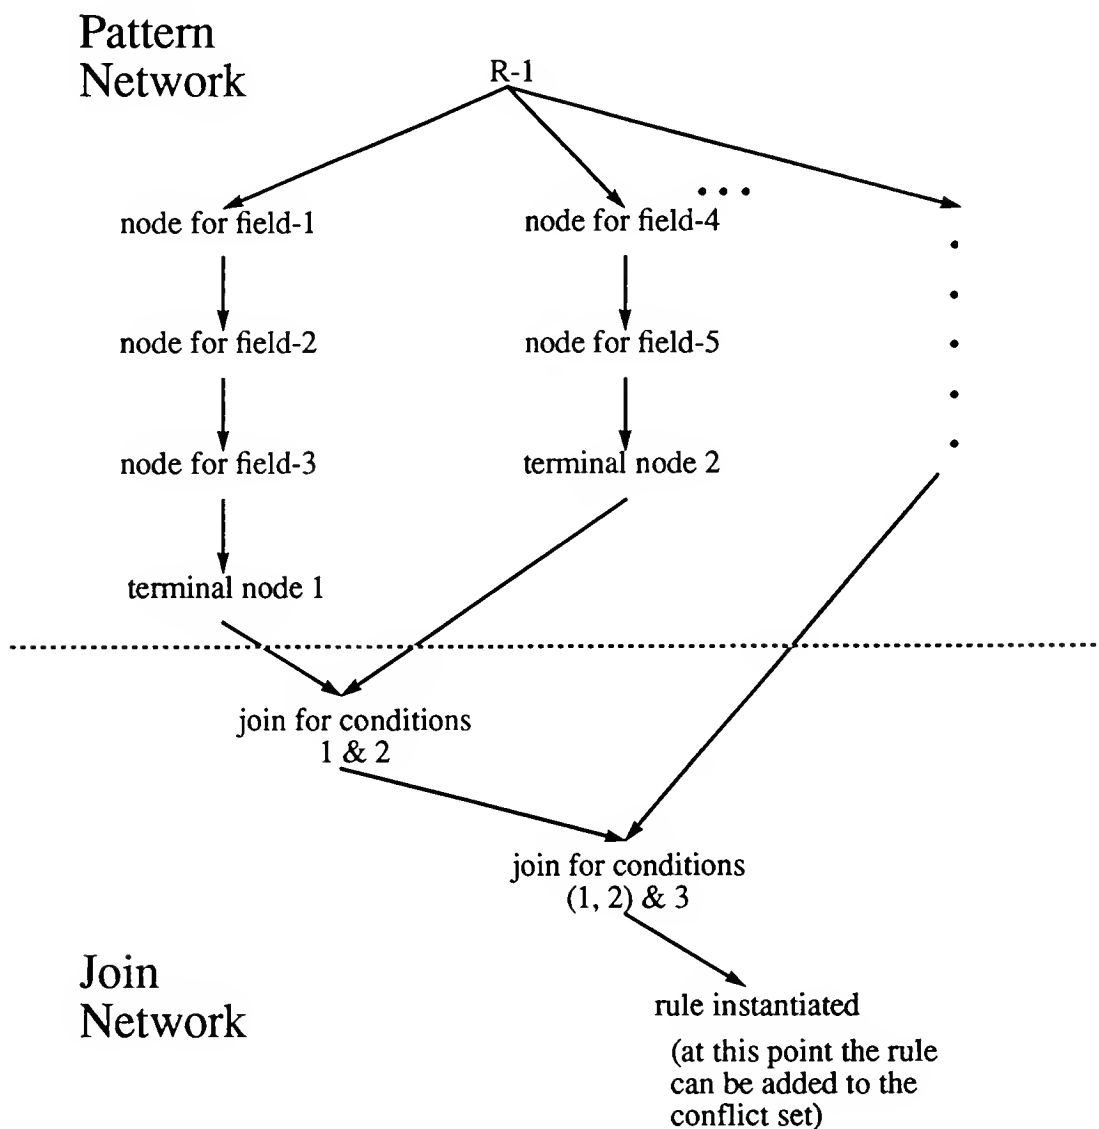 Pattern
Network
R-1
• • •
node for field-1
node for field-4
node for field-2
node for field-5
node for field-3
terminal node 2
terminal node 1
join for conditions
1 & 2
join for conditions
(1, 2) & 3
Join
Network
rule instantiated
(at this point the rule
can be added to the
conflict set)